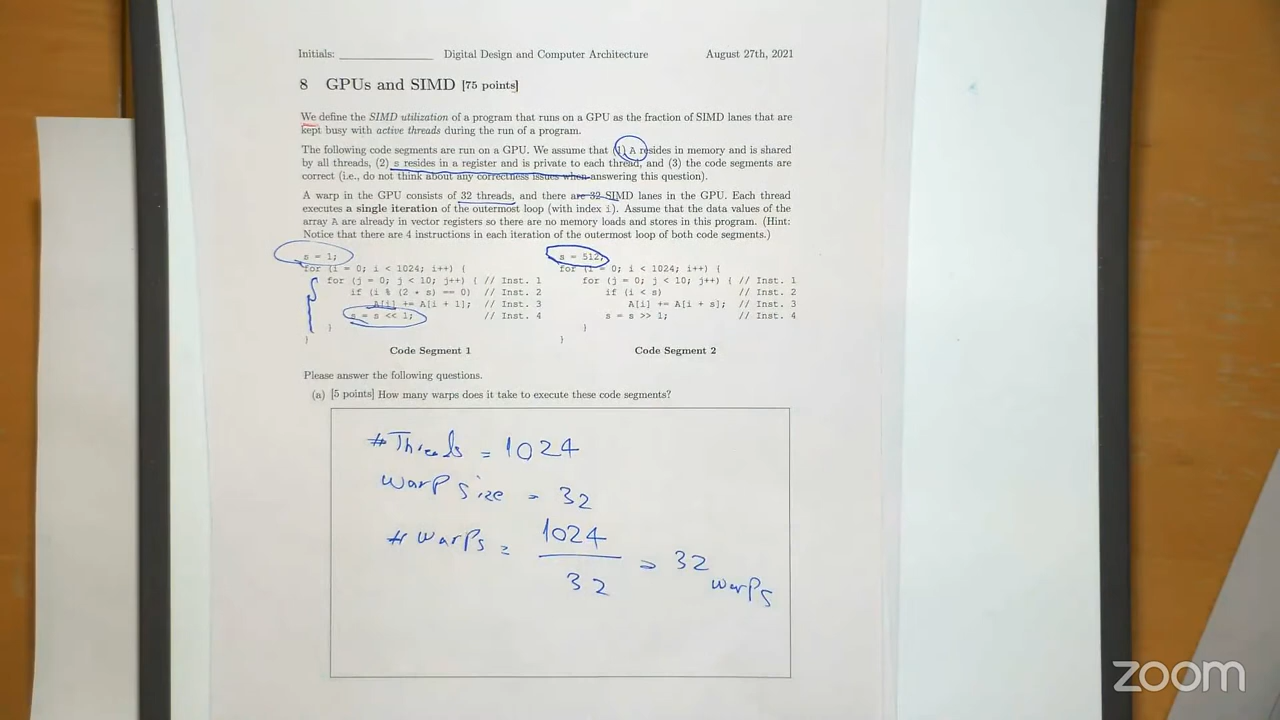 Initials: ____________ Digital Design and Computer Architecture August 27th, 2021
8 GPUs and SIMD [75 points]
We define the SIMD utilization of a program that runs on a GPU as the fraction of SIMD lanes that are
kept busy with active threads during the run of a program.
The following code segments are run on a GPU. We assume that (1) A resides in memory and is shared
by all threads, (2) s resides in a register and is private to each thread, and (3) the code segments are
correct (i.e., do not think about any correctness issues when answering this question).
A warp in the GPU consists of 32 threads, and there are 32 SIMD lanes in the GPU. Each thread
executes a single iteration of the outermost loop (with index i). Assume that the data values of the
array A are already in vector registers so there are no memory loads and stores in this program. (Hint:
Notice that there are 4 instructions in each iteration of the outermost loop of both code segments.)
s = 1;
for (i = 0; i < 1024; i++) {
for (j = 0; j < 10; j++) { // Inst. 1
if (i % (2 * s) == 0) // Inst. 2
A[i] += A[i + 1]; // Inst. 3
s = s << 1; // Inst. 4
}
}
Code Segment 1
s = 512;
for (i = 0; i < 1024; i++) {
for (j = 0; j < 10; j++) { // Inst. 1
if (i < s) // Inst. 2
A[i] += A[i + s]; // Inst. 3
s = s >> 1; // Inst. 4
}
}
Code Segment 2
Please answer the following questions.
(a) [5 points] How many warps does it take to execute these code segments?
#Threads = 1024
warp size = 32
# warps = 1024 / 32 = 32 warps
zoom